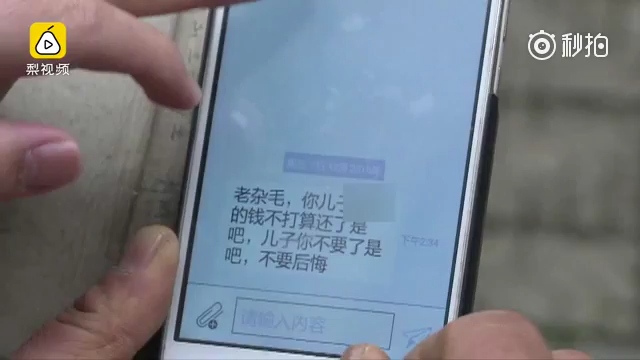 梨视频
秒拍
老杂毛，你儿子
的钱不打算还了是
吧，儿子你不要了是
吧，不要后悔
下午2:34
请输入内容